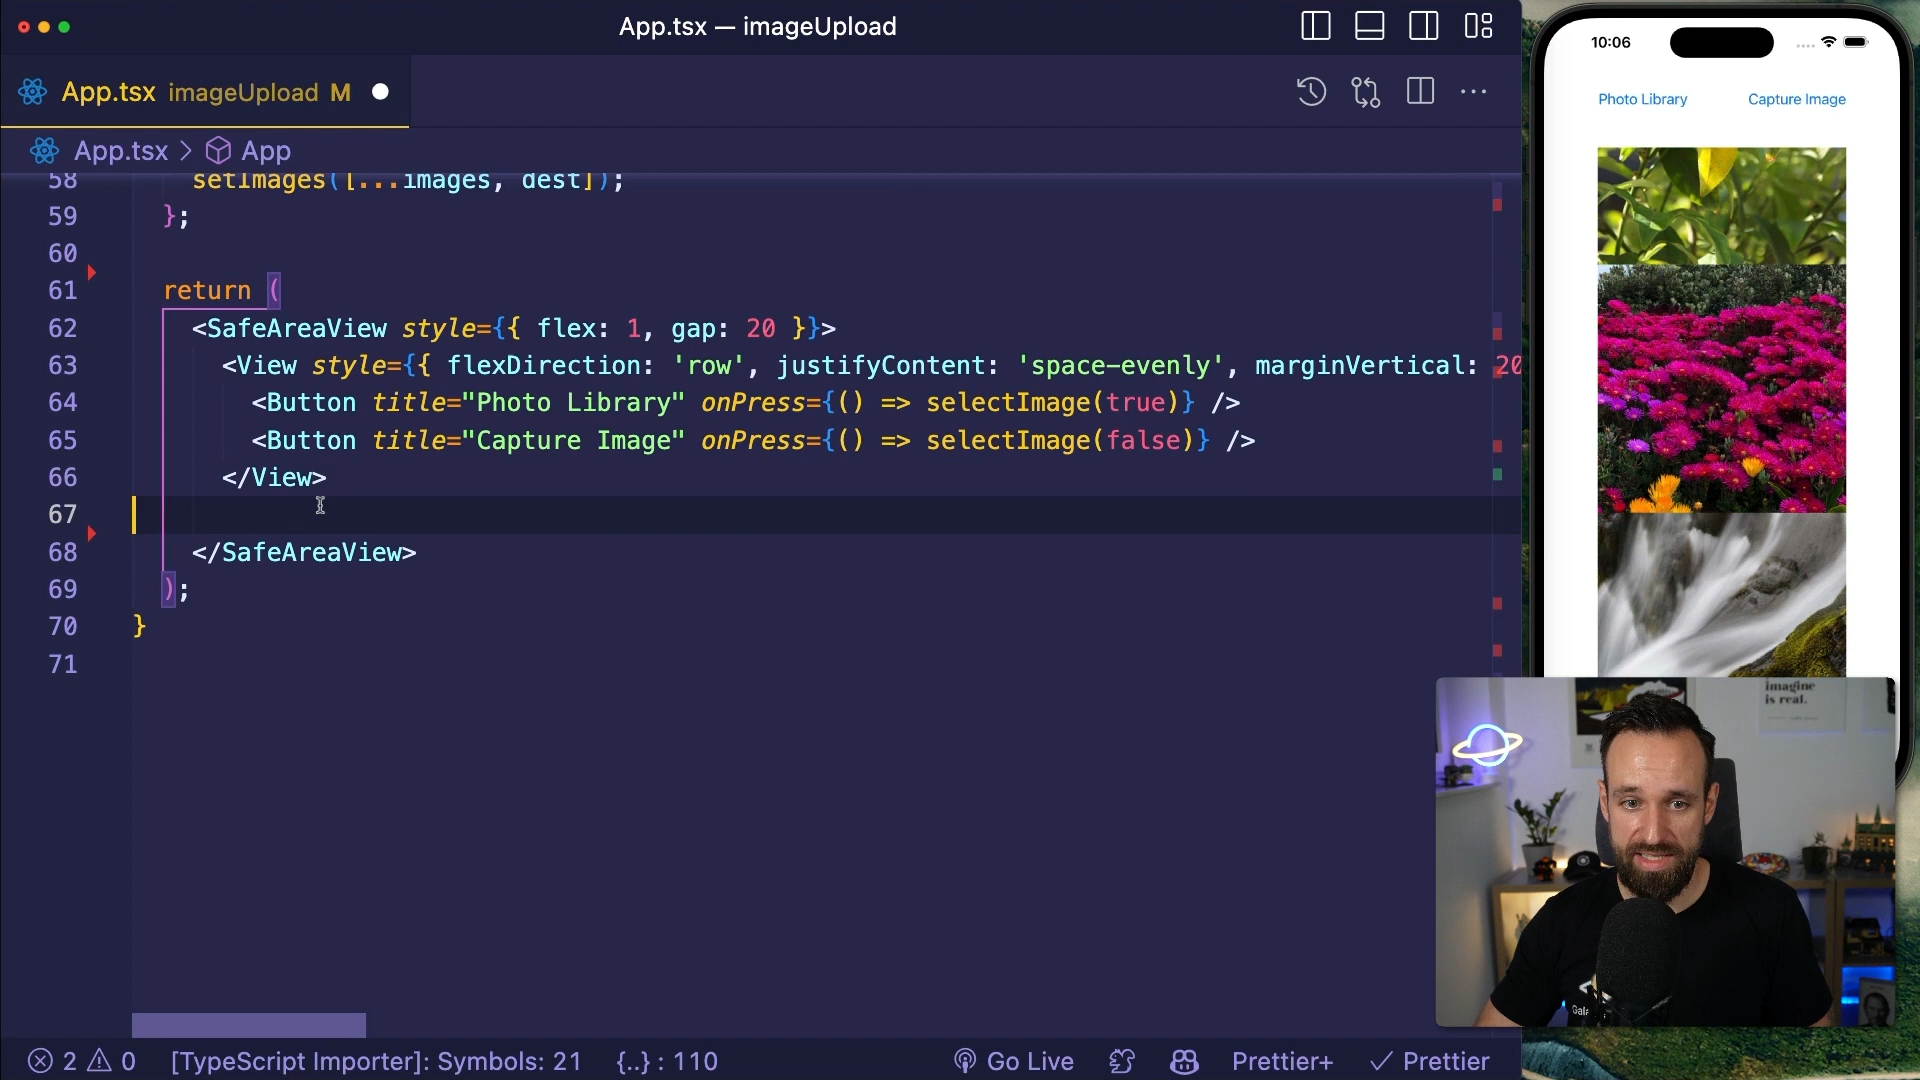 App.tsx — imageUpload
App.tsx imageUpload M
App.tsx > App
58 setImages([...images, dest]);
59 };
60
61 return (
62 <SafeAreaView style={{ flex: 1, gap: 20 }}>
63 <View style={{ flexDirection: 'row', justifyContent: 'space-evenly', marginVertical: 20
64 <Button title="Photo Library" onPress={() => selectImage(true)} />
65 <Button title="Capture Image" onPress={() => selectImage(false)} />
66 </View>
67
68 </SafeAreaView>
69 );
70 }
71
2 0 [TypeScript Importer]: Symbols: 21 {..} : 110 Go Live Prettier+ Prettier
10:06
Photo Library Capture Image
imagine
is real.